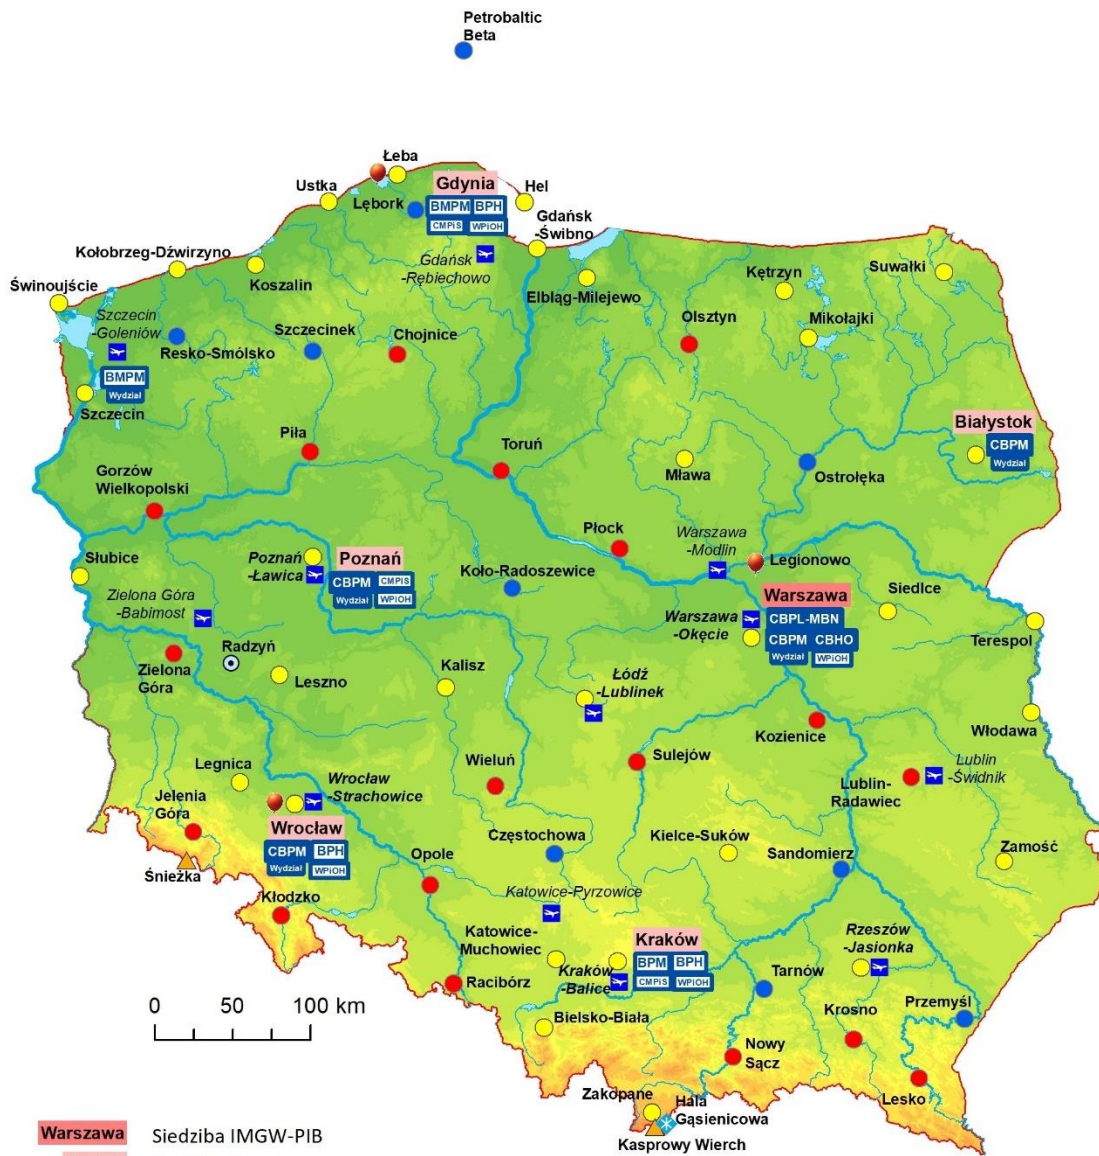 Petrobaltic
Beta
Łeba
Ustka
Gdynia
Hel
Lębork
BMPM BPH
CMPiS WPiOH
Gdańsk
-Świbno
Gdańsk
-Rębiechowo
Kołobrzeg-Dźwirzyno
Koszalin
Elbląg-Milejewo
Kętrzyn
Suwałki
Świnoujście
Szczecin
-Goleniów
Resko-Smólsko
Szczecinek
Chojnice
Olsztyn
Mikołajki
BMPM
Wydział
Szczecin
Białystok
CBPM
Wydział
Piła
Toruń
Mława
Ostrołęka
Gorzów
Wielkopolski
Płock
Warszawa
-Modlin
Legionowo
Słubice
Poznań
-Ławica
Poznań
CBPM CMPiS
Wydział WPiOH
Koło-Radoszewice
Zielona Góra
-Babimost
Warszawa
Siedlce
Warszawa
-Okęcie
CBPL-MBN
CBPM CBHO
Wydział WPiOH
Terespol
Radzyń
Zielona
Góra
Leszno
Kalisz
Łódź
-Lublinek
Kozienice
Włodawa
Legnica
Wrocław
-Strachowice
Wieluń
Sulejów
Lublin
-Świdnik
Lublin-
Radawiec
Jelenia
Góra
Wrocław
CBPM BPH
Wydział WPiOH
Częstochowa
Kielce-Suków
Sandomierz
Zamość
Śnieżka
Opole
Kłodzko
Katowice-Pyrzowice
Katowice-
Muchowiec
Kraków
BPM BPH
CMPiS WPiOH
Kraków
-Balice
Rzeszów
-Jasionka
Racibórz
Tarnów
Przemyśl
0 50 100 km
Bielsko-Biała
Krosno
Nowy
Sącz
Lesko
Zakopane
Hala
Gąsienicowa
Kasprowy Wierch
Warszawa Siedziba IMGW-PIB